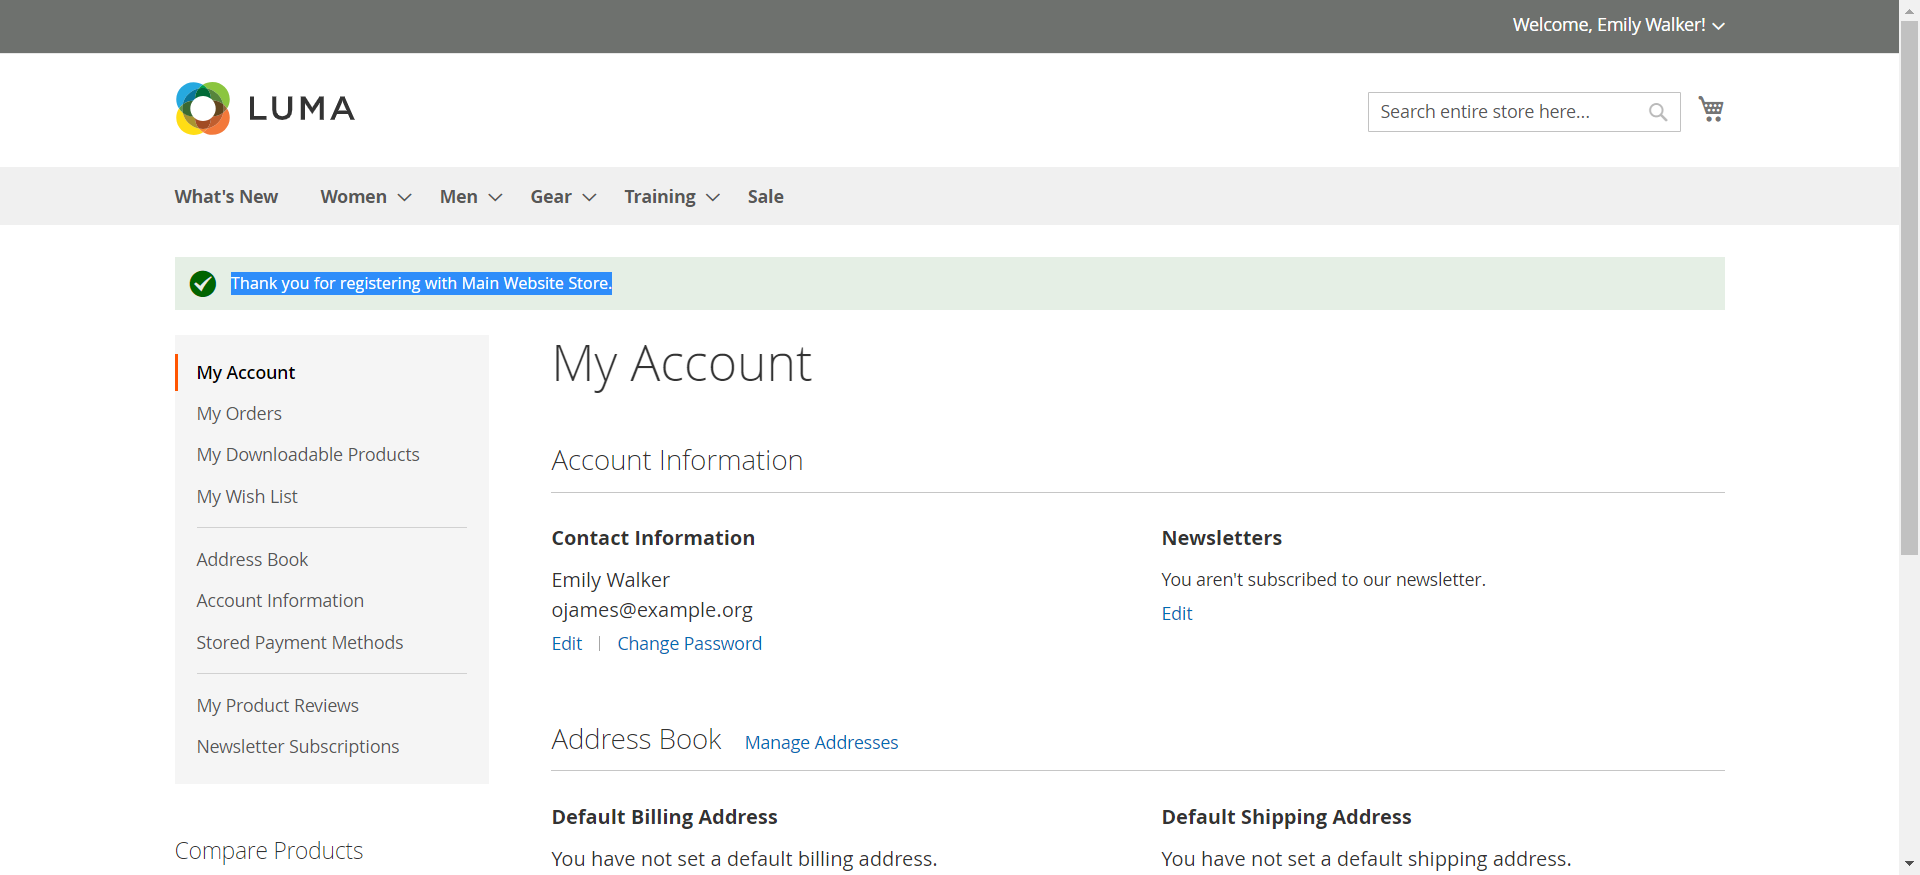 Welcome, Emily Walker!
LUMA
Search entire store here...
What's New Women Men Gear Training Sale
Thank you for registering with Main Website Store.
My Account
My Orders
My Downloadable Products
My Wish List
Address Book
Account Information
Stored Payment Methods
My Product Reviews
Newsletter Subscriptions
Compare Products
My Account
Account Information
Contact Information
Emily Walker
ojames@example.org
Edit | Change Password
Newsletters
You aren't subscribed to our newsletter.
Edit
Address Book Manage Addresses
Default Billing Address
You have not set a default billing address.
Default Shipping Address
You have not set a default shipping address.